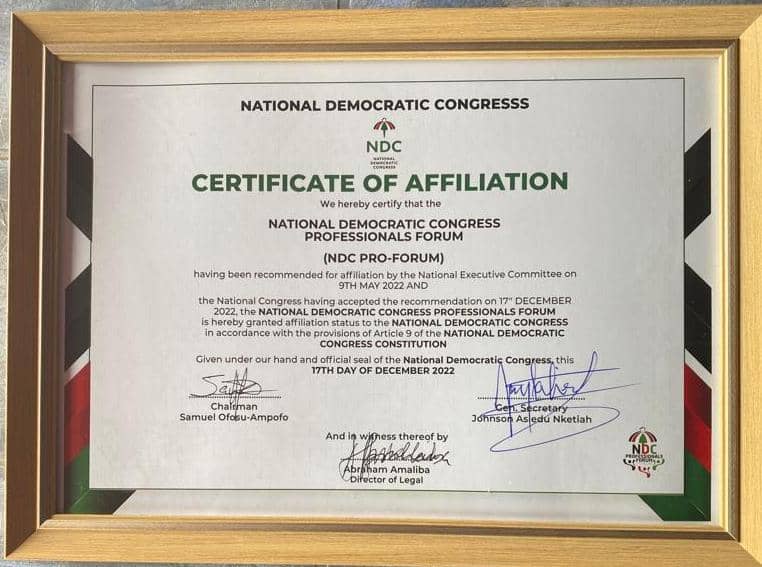 NATIONAL DEMOCRATIC CONGRESSS
NDC
NATIONAL
DEMOCRATIC
CONGRESS
CERTIFICATE OF AFFILIATION
We hereby certify that the
NATIONAL DEMOCRATIC CONGRESS
PROFESSIONALS FORUM
(NDC PRO-FORUM)
having been recommended for affiliation by the National Executive Committee on
9TH MAY 2022 AND
the National Congress having accepted the recommendation on 17th DECEMBER
2022, the NATIONAL DEMOCRATIC CONGRESS PROFESSIONALS FORUM
is hereby granted affiliation status to the NATIONAL DEMOCRATIC CONGRESS
in accordance with the provisions of Article 9 of the NATIONAL DEMOCRATIC
CONGRESS CONSTITUTION
Given under our hand and official seal of the National Democratic Congress, this
17TH DAY OF DECEMBER 2022
Chairman
Samuel Ofosu-Ampofo
Gen. Secretary
Johnson Asiedu Nketiah
And in witness thereof by
Abraham Amaliba
Director of Legal
NDC
PROFESSIONALS
FORUM